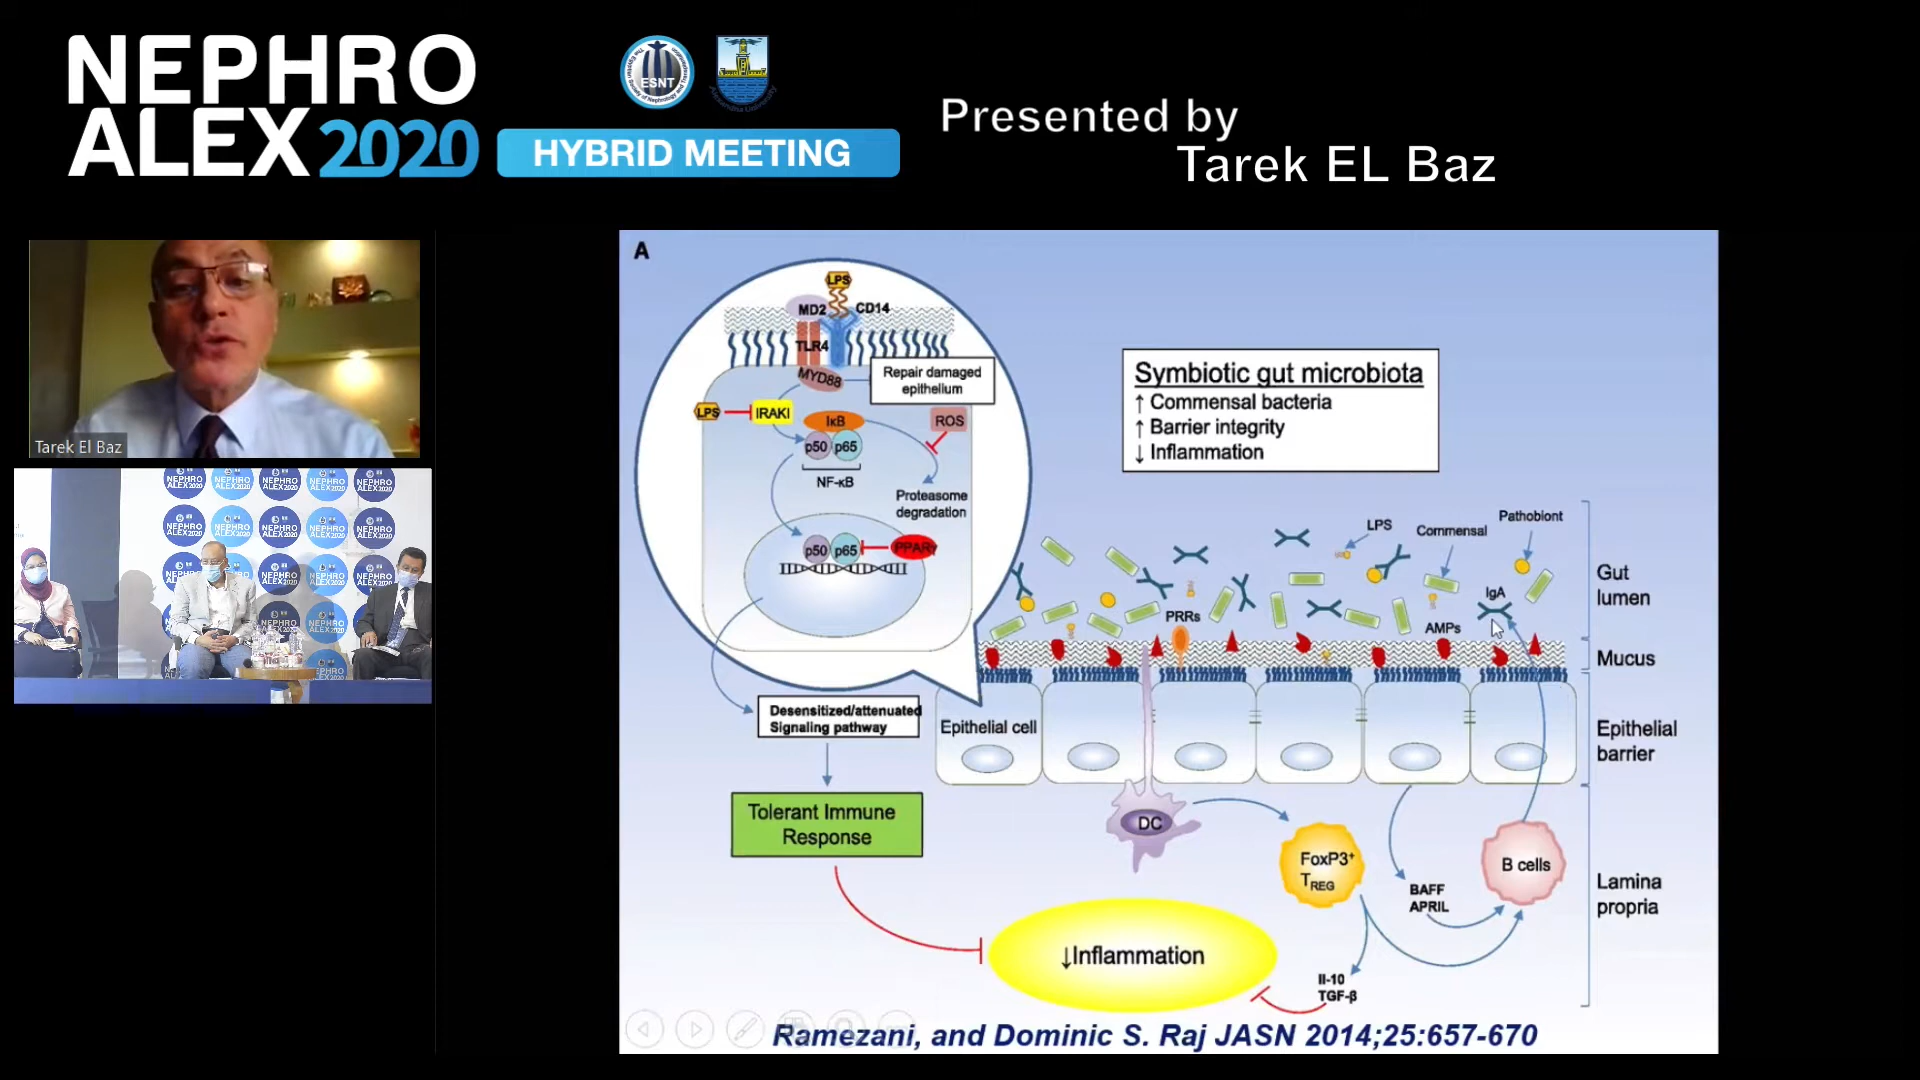 NEPHRO
ALEX 2020
ESNT
HYBRID MEETING
Presented by
Tarek EL Baz
Tarek El Baz
NEPHRO
ALEX2020
A
LPS
MD2
CD14
TLR4
MYD88
Repair damaged
epithelium
LPS
IRAKI
IκB
ROS
p50
p65
NF-κB
Proteasome
degradation
p50
p65
PPARγ
Desensitized/attenuated
Signaling pathway
Tolerant Immune
Response
↓Inflammation
Symbiotic gut microbiota
↑ Commensal bacteria
↑ Barrier integrity
↓ Inflammation
LPS
Commensal
Pathobiont
IgA
PRRs
AMPs
Gut
lumen
Mucus
Epithelial cell
Epithelial
barrier
DC
FoxP3+
TREG
BAFF
APRIL
B cells
Lamina
propria
Il-10
TGF-β
Ramezani, and Dominic S. Raj JASN 2014;25:657-670